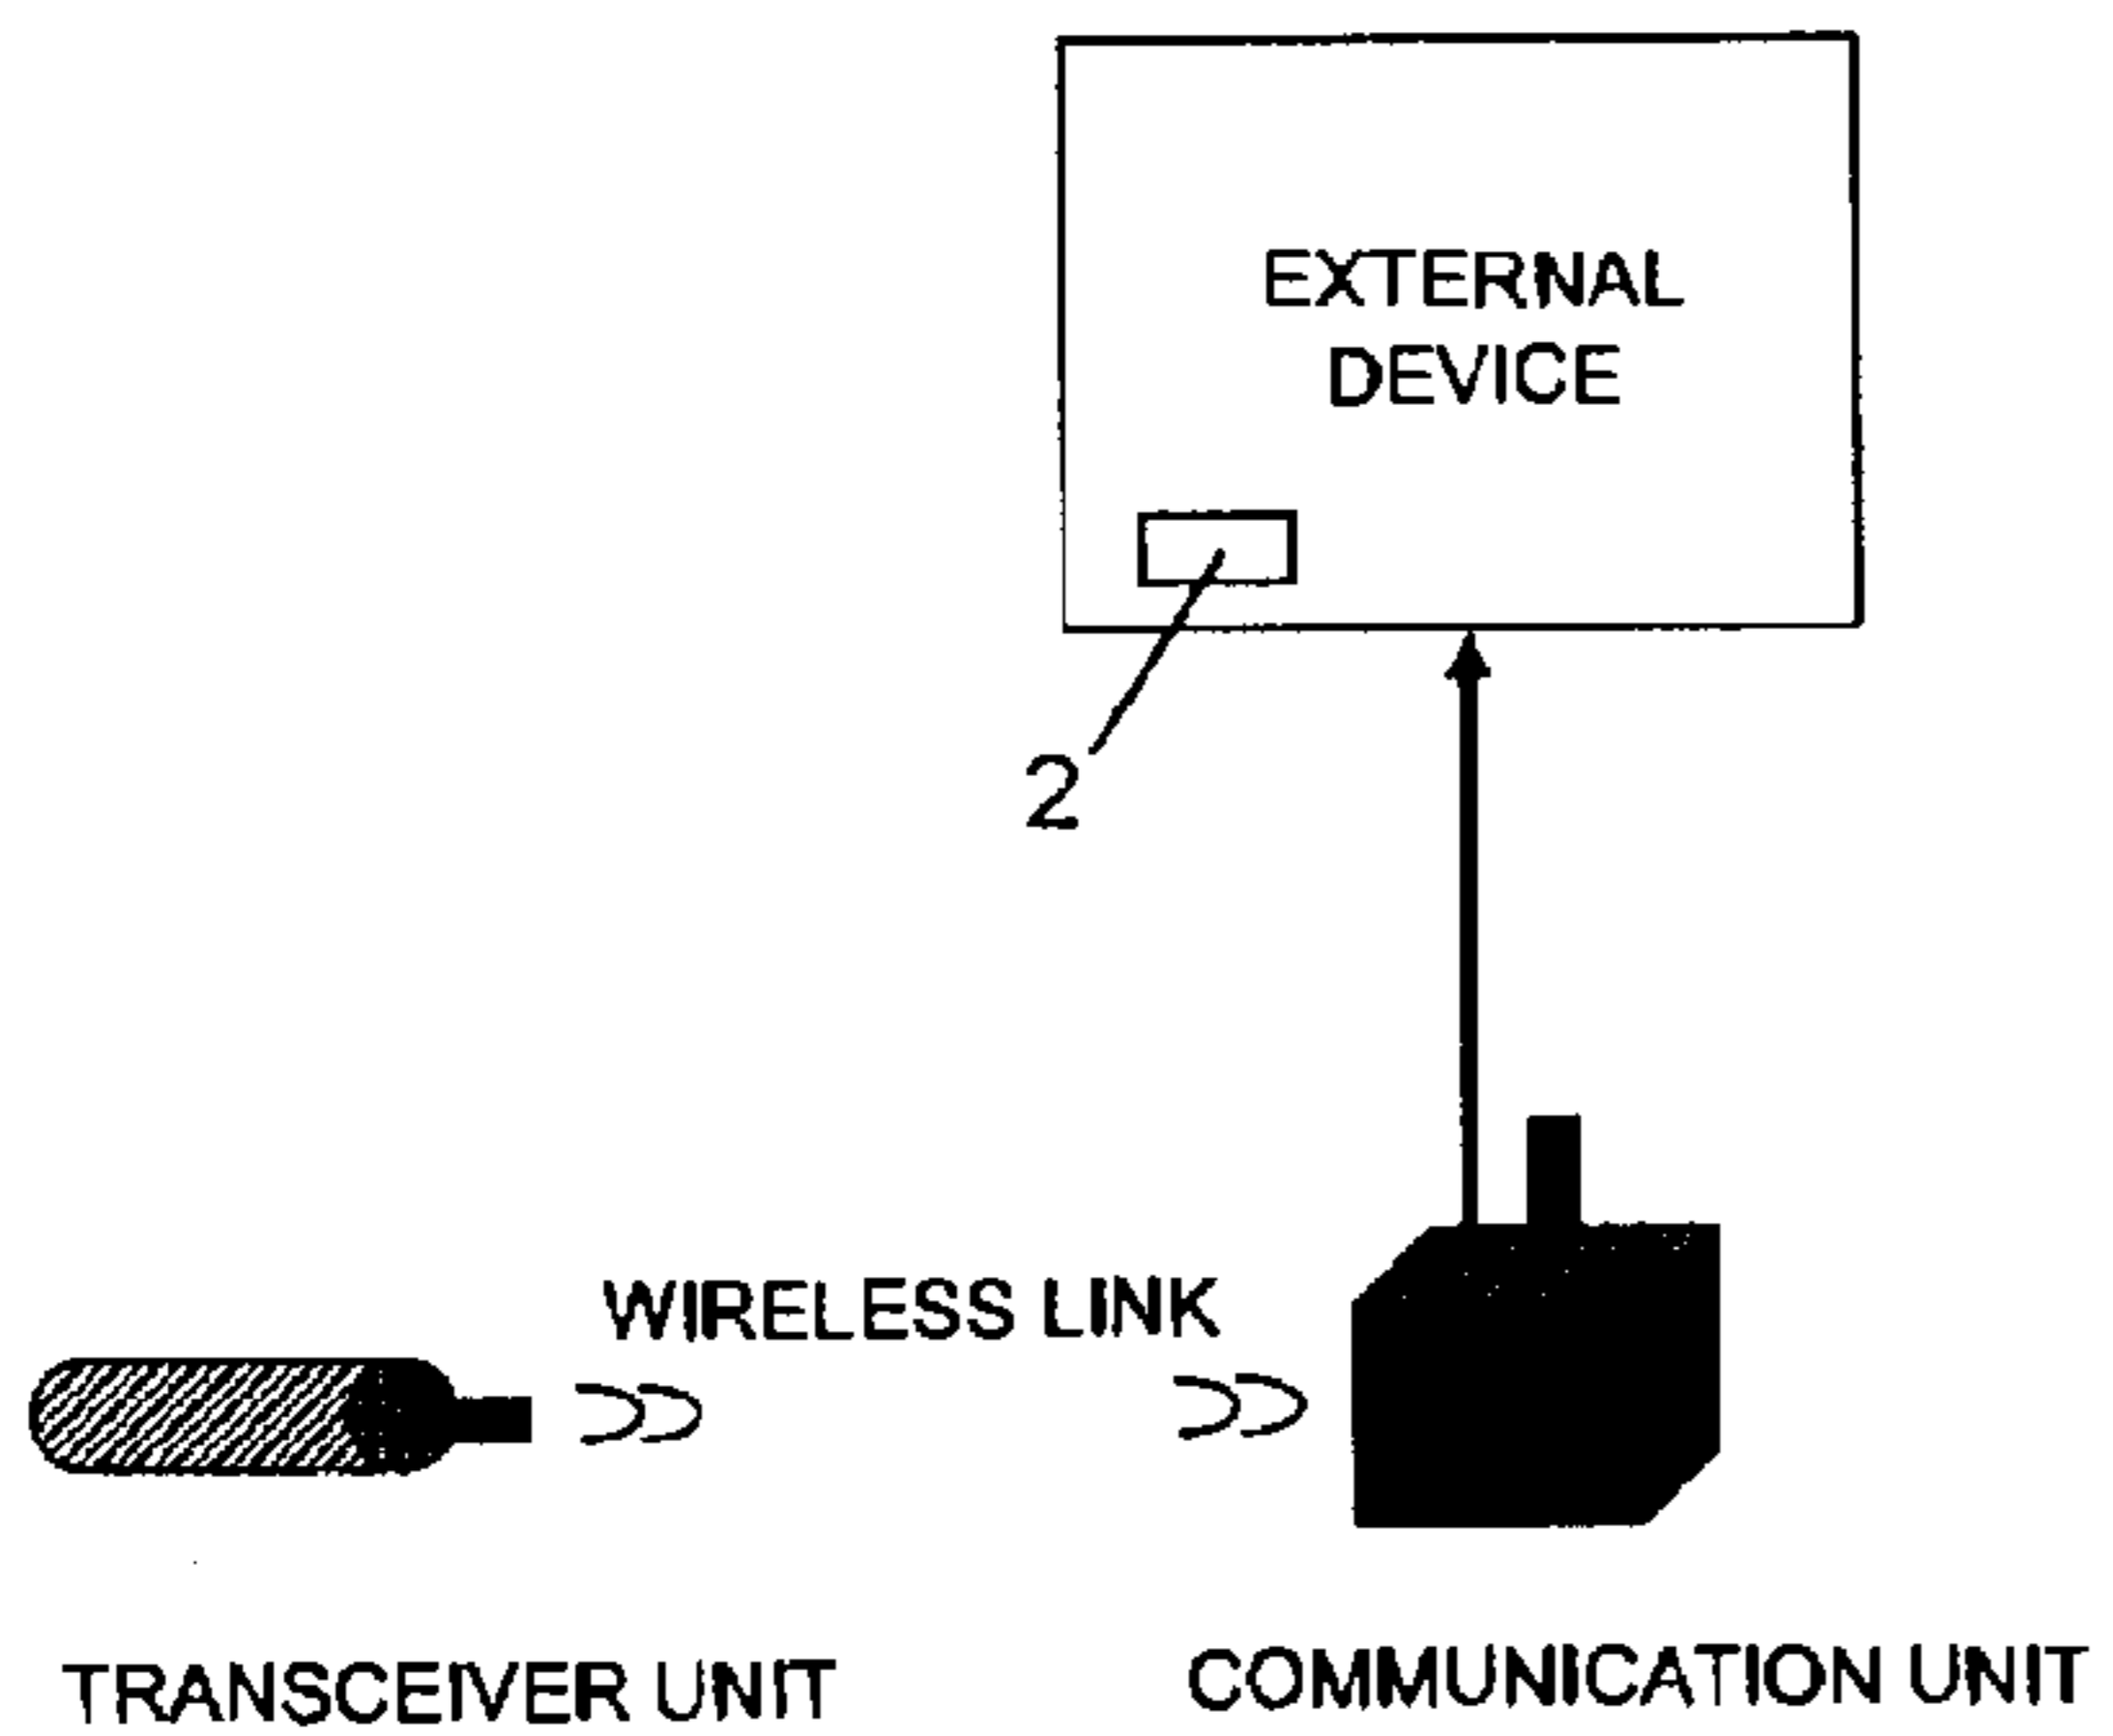 EXTERNAL
DEVICE
2
WIRELESS LINK
TRANSCEIVER UNIT
COMMUNICATION UNIT